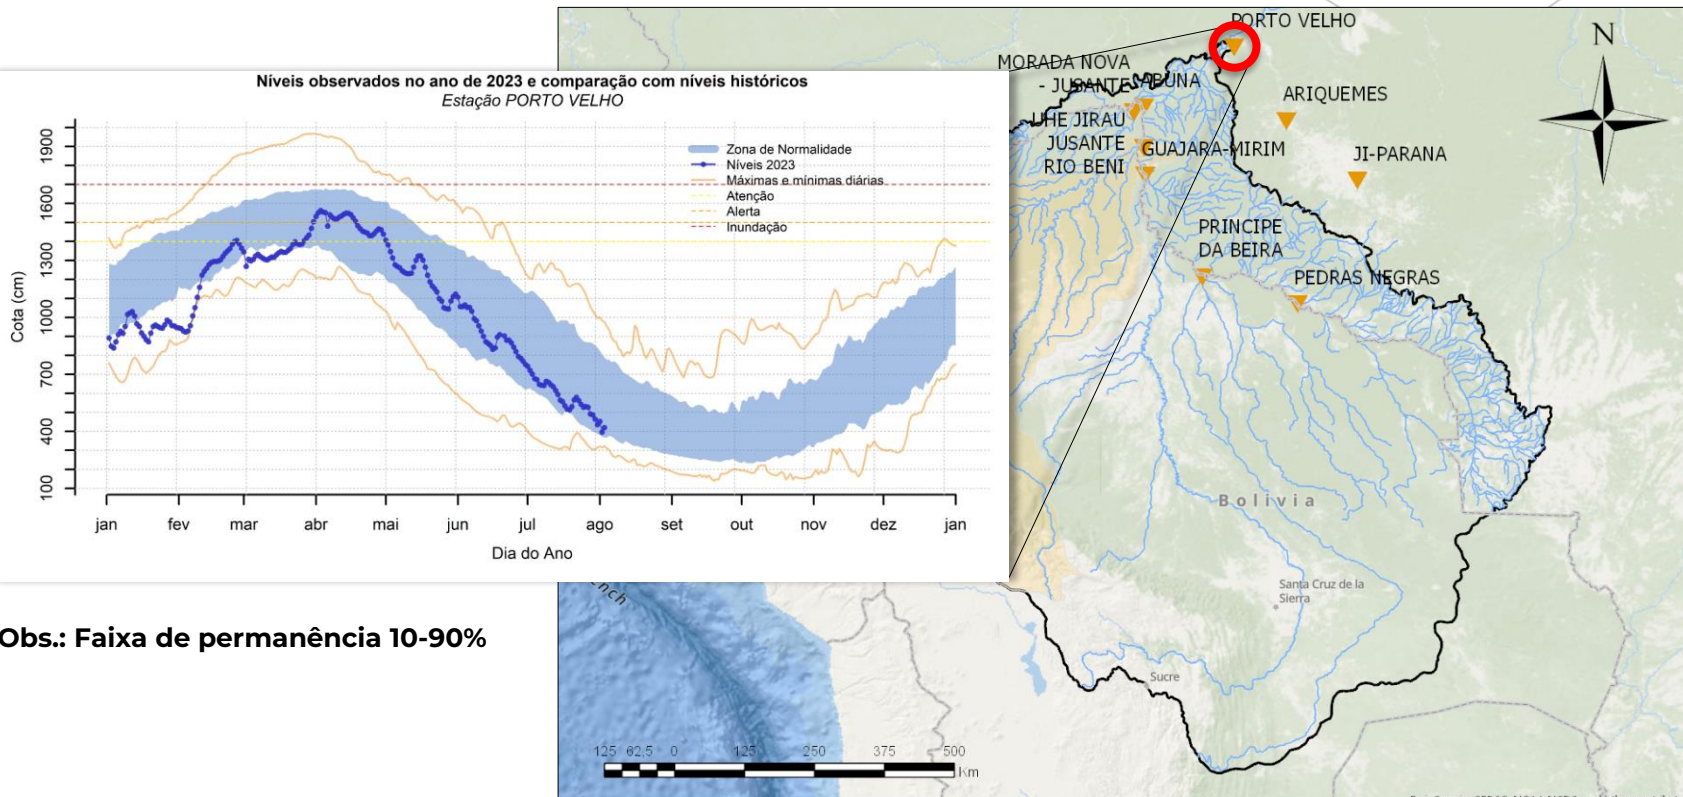 Níveis observados no ano de 2023 e comparação com níveis históricos
Estação PORTO VELHO
Cota (cm)
1900
1600
1300
1000
700
400
100
Zona de Normalidade
Níveis 2023
Máximas e mínimas diárias
Atenção
Alerta
Inundação
jan fev mar abr mai jun jul ago set out nov dez jan
Dia do Ano
Obs.: Faixa de permanência 10-90%
PORTO VELHO
N
MORADA NOVA
- JUSANTE
ABUNA
ARIQUEMES
UHE JIRAU
JUSANTE
GUAJARA-MIRIM
JI-PARANA
RIO BENI
PRINCIPE
DA BEIRA
PEDRAS NEGRAS
Bolivia
Santa Cruz de la
Sierra
Sucre
125 62,5 0 125 250 375 500
Km